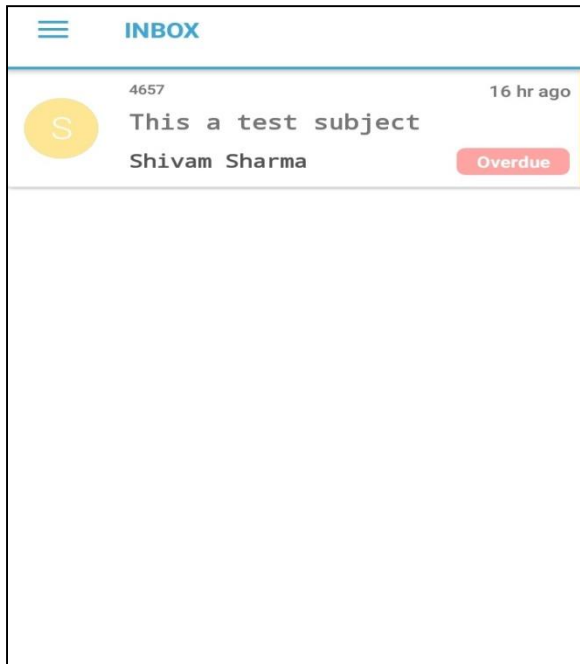 INBOX
4657
16 hr ago
S
This a test subject
Shivam Sharma
Overdue